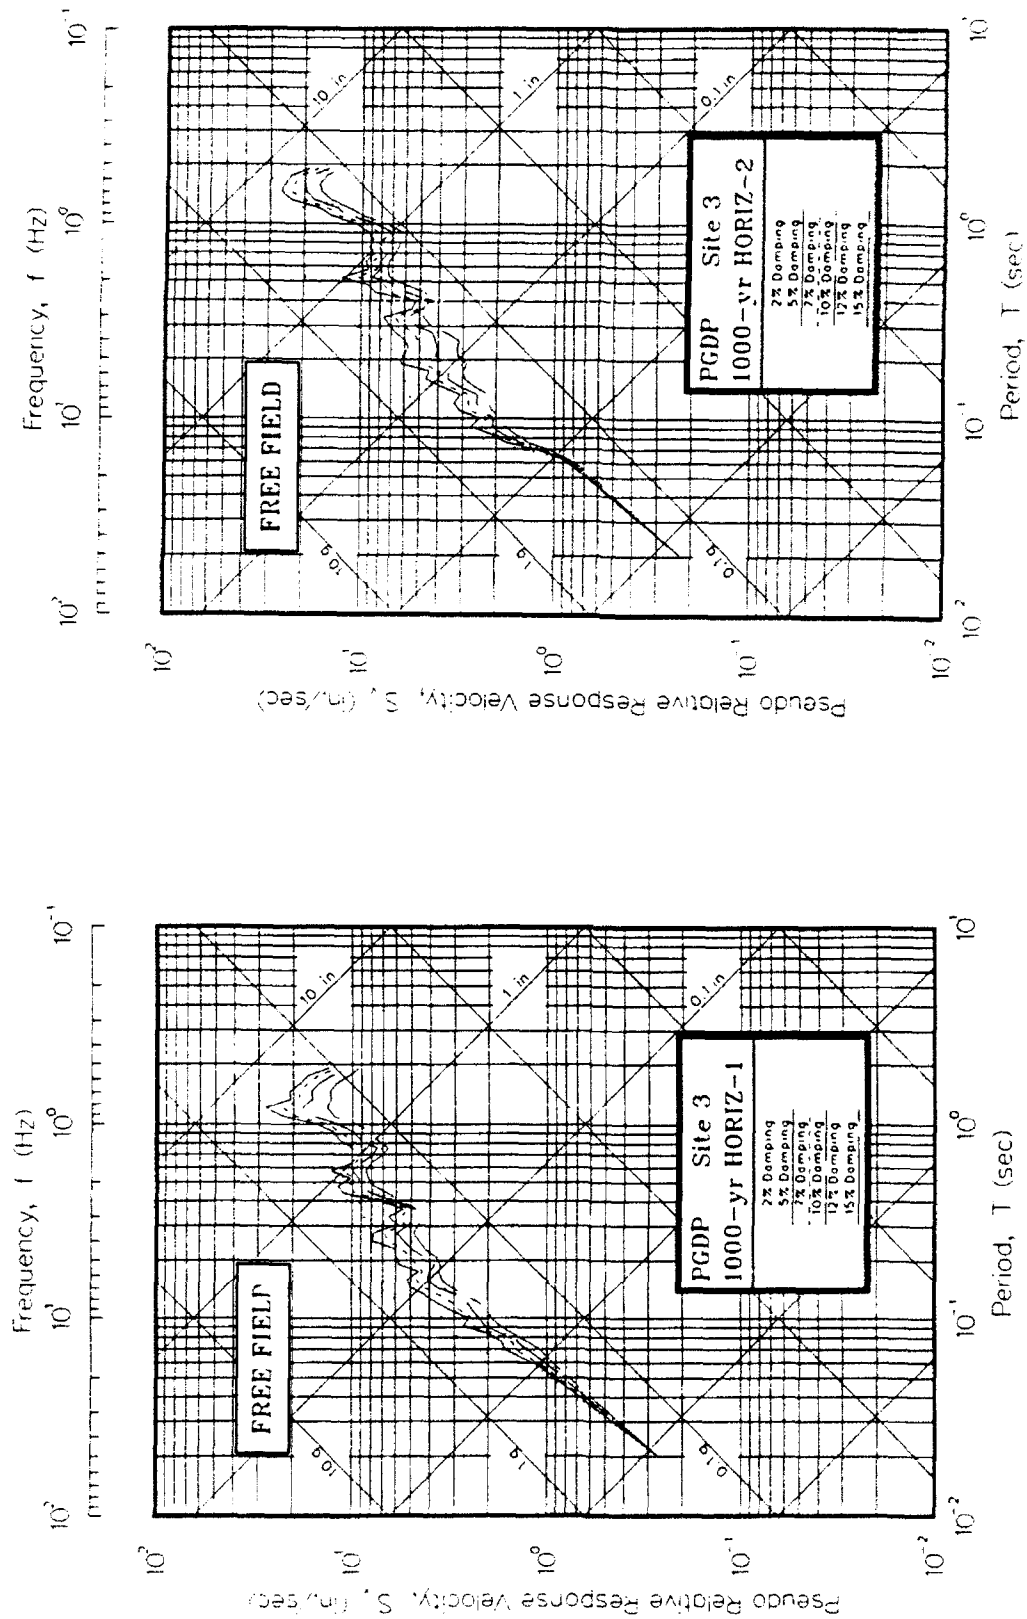 Frequency, f (Hz)
10² 10¹ 10⁰ 10⁻¹
FREE FIELD
10g
1g
0.1g
10 in
1 in
0.1 in
PGDP Site 3
1000-yr HORIZ-1
2% Damping
5% Damping
7% Damping
10% Damping
12% Damping
15% Damping
10²
10¹
10⁰
10⁻¹
10⁻²
Pseudo Relative Response Velocity, Sᵥ (in/sec)
10⁻² 10⁻¹ 10⁰ 10¹
Period, T (sec)
Frequency, f (Hz)
10² 10¹ 10⁰ 10⁻¹
FREE FIELD
10g
1g
0.1g
10 in
1 in
0.1 in
PGDP Site 3
1000-yr HORIZ-2
2% Damping
5% Damping
7% Damping
10% Damping
12% Damping
15% Damping
10²
10¹
10⁰
10⁻¹
10⁻²
Pseudo Relative Response Velocity, Sᵥ (in/sec)
10⁻² 10⁻¹ 10⁰ 10¹
Period, T (sec)